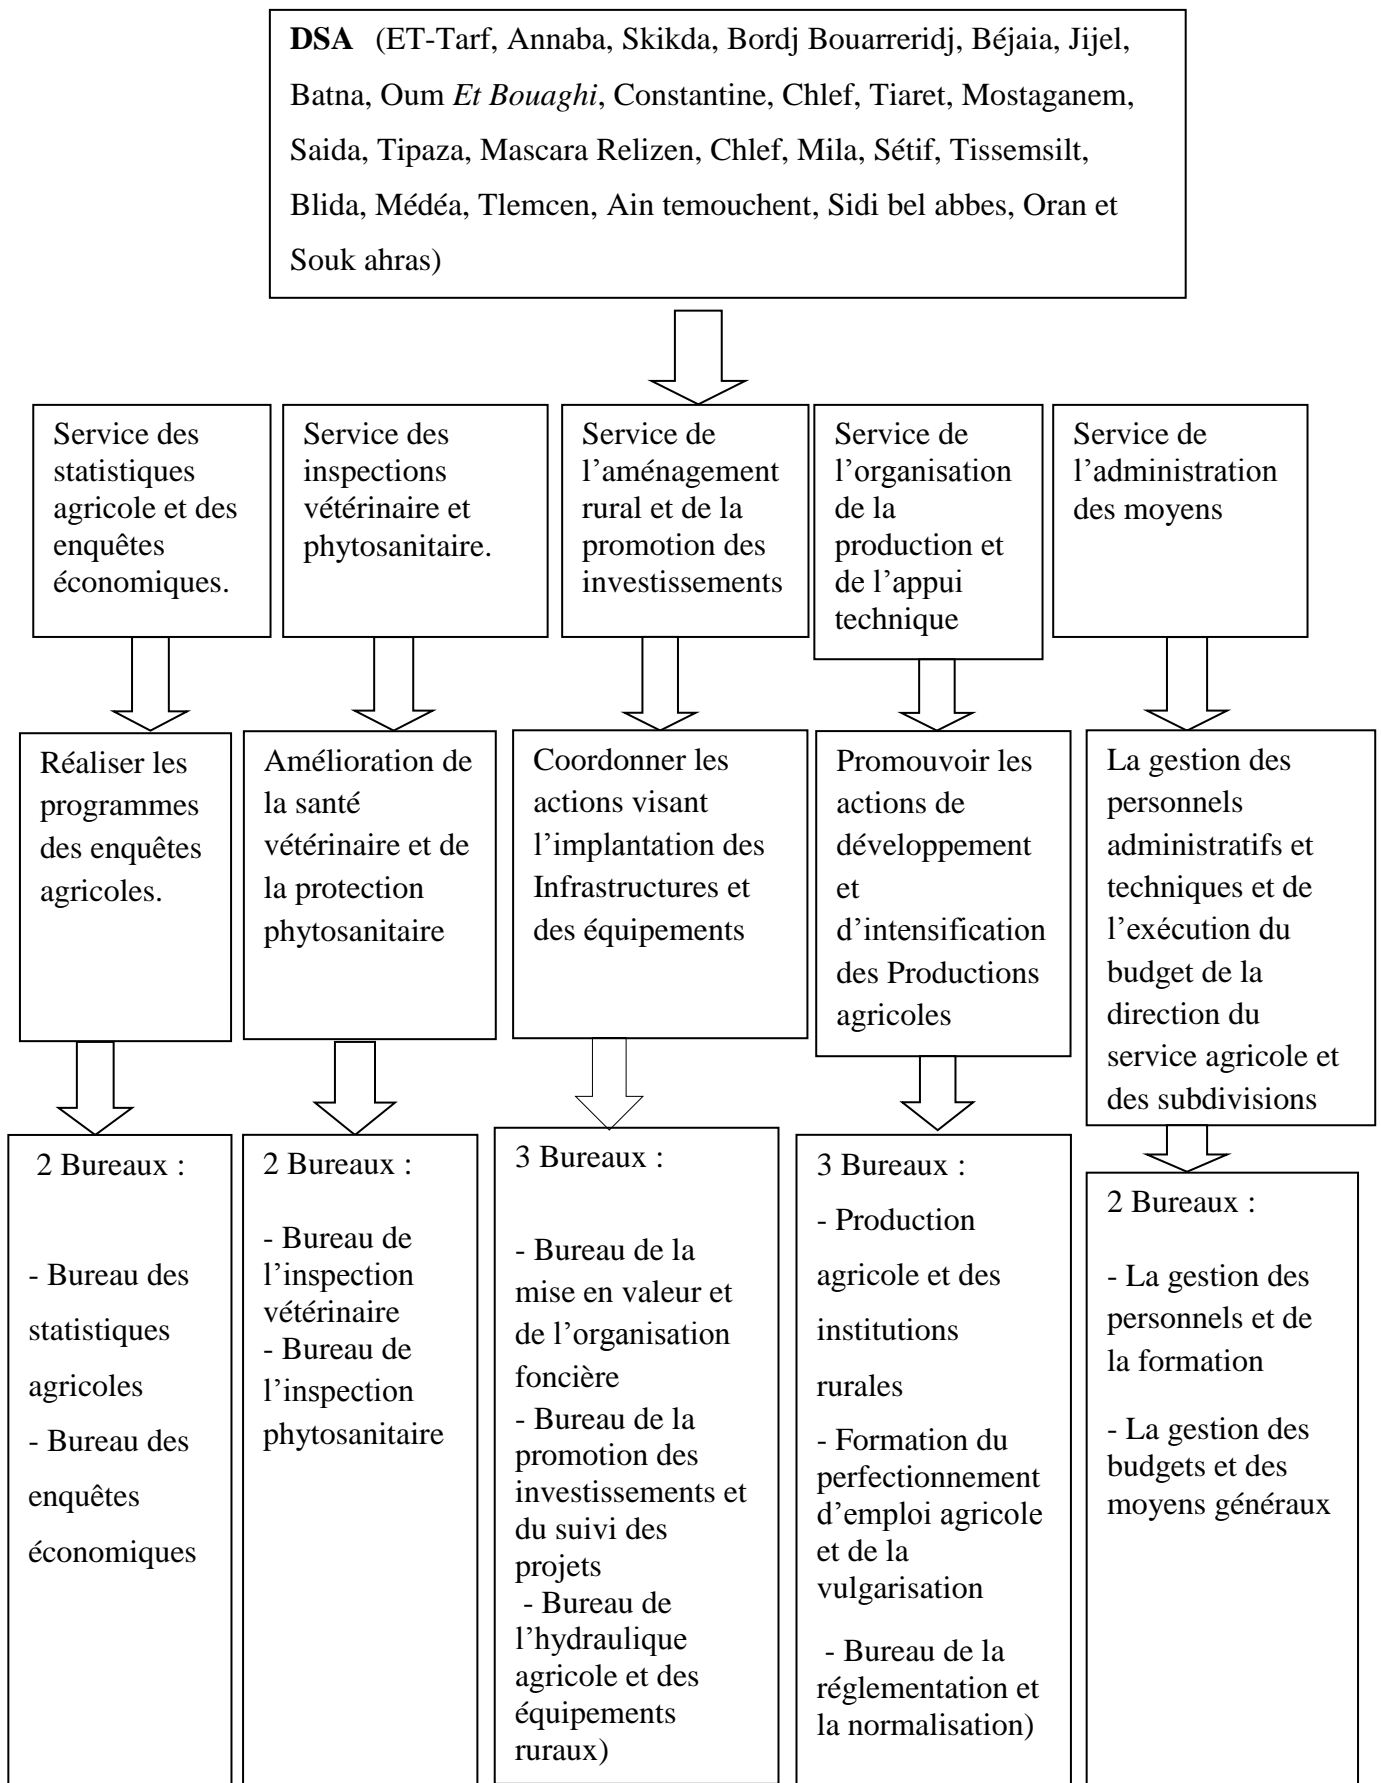 DSA (ET-Tarf, Annaba, Skikda, Bordj Bouarreridj, Béjaia, Jijel,
Batna, Oum Et Bouaghi, Constantine, Chlef, Tiaret, Mostaganem,
Saida, Tipaza, Mascara Relizen, Chlef, Mila, Sétif, Tissemsilt,
Blida, Médéa, Tlemcen, Ain temouchent, Sidi bel abbes, Oran et
Souk ahras)
Service des
statistiques
agricole et des
enquêtes
économiques.
Service des
inspections
vétérinaire et
phytosanitaire.
Service de
l’aménagement
rural et de la
promotion des
investissements
Service de
l’organisation
de la
production et
de l’appui
technique
Service de
l’administration
des moyens
Réaliser les
programmes
des enquêtes
agricoles.
Amélioration de
la santé
vétérinaire et de
la protection
phytosanitaire
Coordonner les
actions visant
l’implantation des
Infrastructures et
des équipements
Promouvoir les
actions de
développement
et
d’intensification
des Productions
agricoles
La gestion des
personnels
administratifs et
techniques et de
l’exécution du
budget de la
direction du
service agricole et
des subdivisions
2 Bureaux :
- Bureau des
statistiques
agricoles
- Bureau des
enquêtes
économiques
2 Bureaux :
- Bureau de
l’inspection
vétérinaire
- Bureau de
l’inspection
phytosanitaire
3 Bureaux :
- Bureau de la
mise en valeur et
de l’organisation
foncière
- Bureau de la
promotion des
investissements et
du suivi des
projets
- Bureau de
l’hydraulique
agricole et des
équipements
ruraux)
3 Bureaux :
- Production
agricole et des
institutions
rurales
- Formation du
perfectionnement
d’emploi agricole
et de la
vulgarisation
- Bureau de la
réglementation et
la normalisation)
2 Bureaux :
- La gestion des
personnels et de
la formation
- La gestion des
budgets et des
moyens généraux